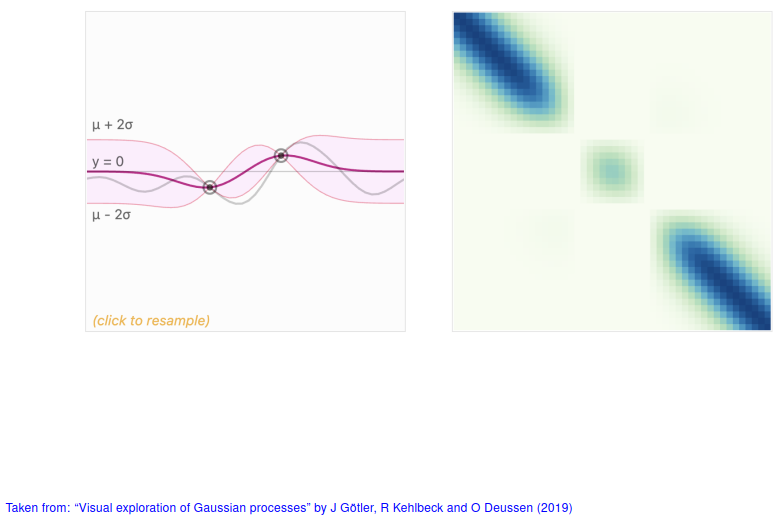 μ + 2σ
y = 0
μ - 2σ
(click to resample)
Taken from: “Visual exploration of Gaussian processes” by J Götler, R Kehlbeck and O Deussen (2019)